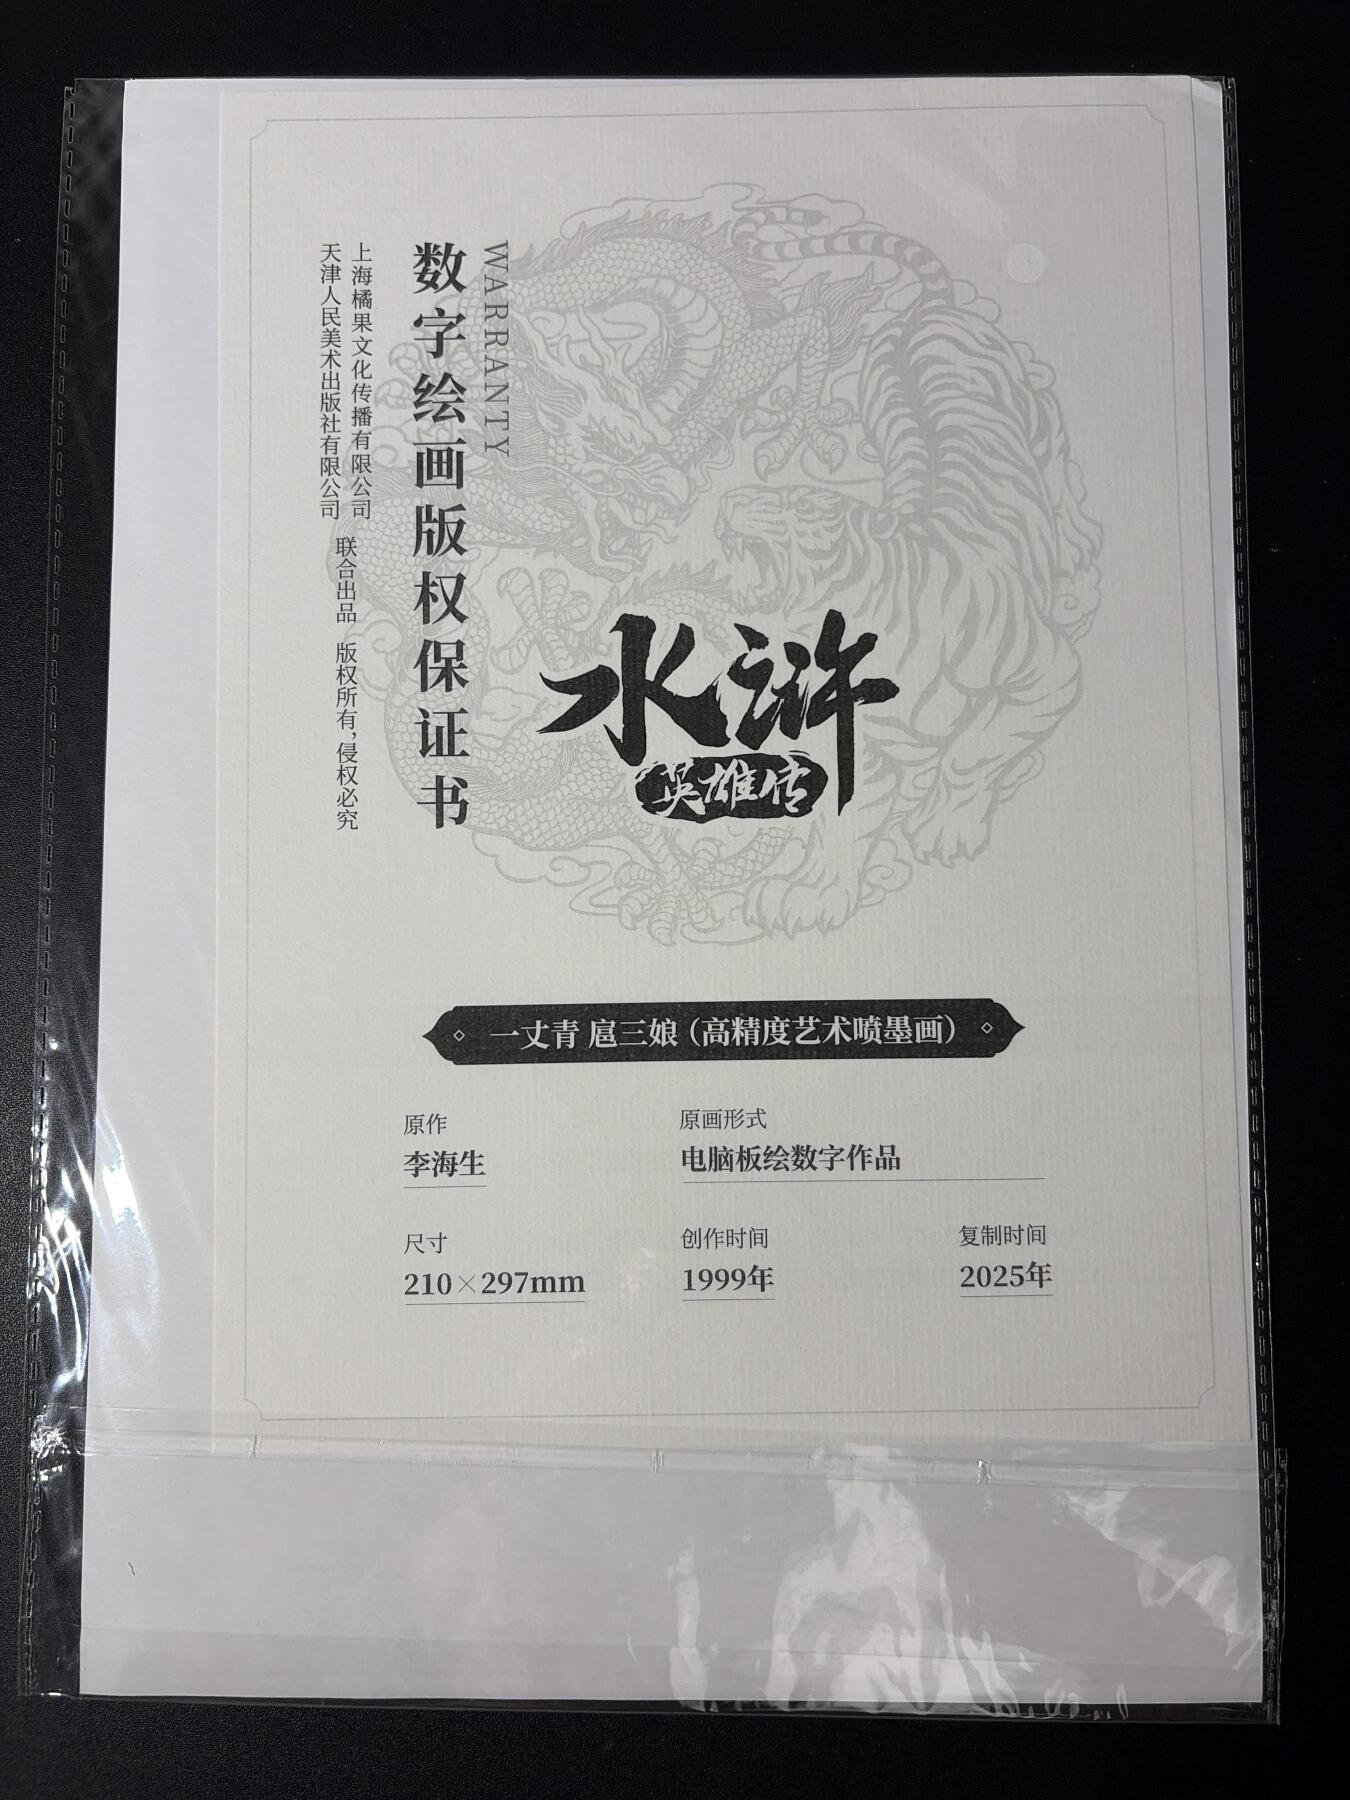 WARRANTY
数字绘画版权保证书
上海橘果文化传播有限公司
天津人民美术出版社有限公司
联合出品 版权所有，侵权必究
水浒
英雄传
一丈青 扈三娘（高精度艺术喷墨画）
原作
李海生
原画形式
电脑板绘数字作品
尺寸
210×297mm
创作时间
1999年
复制时间
2025年